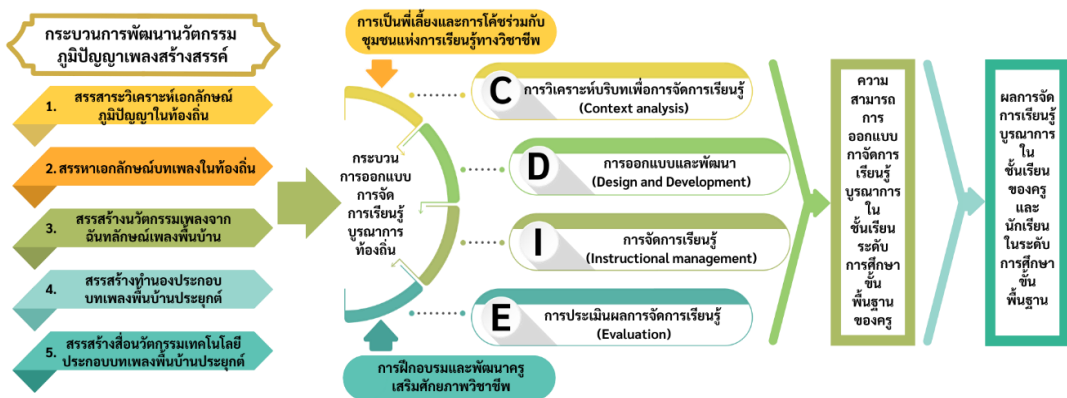 กระบวนการพัฒนานวัตกรรม
ภูมิปัญญาเพลงสร้างสรรค์
1. สรรสาระวิเคราะห์เอกลักษณ์
ภูมิปัญญาในท้องถิ่น
2. สรรหาเอกลักษณ์บทเพลงในท้องถิ่น
3. สรรสร้างนวัตกรรมเพลงจาก
ฉันทลักษณ์เพลงพื้นบ้าน
4. สรรสร้างทำนองประกอบ
บทเพลงพื้นบ้านประยุกต์
5. สรรสร้างสื่อนวัตกรรมเทคโนโลยี
ประกอบบทเพลงพื้นบ้านประยุกต์
การเป็นพี่เลี้ยงและการโค้ชร่วมกับ
ชุมชนแห่งการเรียนรู้ทางวิชาชีพ
กระบวน
การออกแบบ
การจัด
การเรียนรู้
บูรณาการ
ท้องถิ่น
การฝึกอบรมและพัฒนาครู
เสริมศักยภาพวิชาชีพ
C
การวิเคราะห์บริบทเพื่อการจัดการเรียนรู้
(Context analysis)
D
การออกแบบและพัฒนา
(Design and Development)
I
การจัดการเรียนรู้
(Instructional management)
E
การประเมินผลการจัดการเรียนรู้
(Evaluation)
ความ
สามารถ
การ
ออกแบบ
กาจัดการ
เรียนรู้
บูรณาการ
ใน
ชั้นเรียน
ระดับ
การศึกษา
ขั้น
พื้นฐาน
ของครู
ผลการจัด
การเรียนรู้
บูรณาการ
ใน
ชั้นเรียน
ของครู
และ
นักเรียน
ในระดับ
การศึกษา
ขั้น
พื้นฐาน